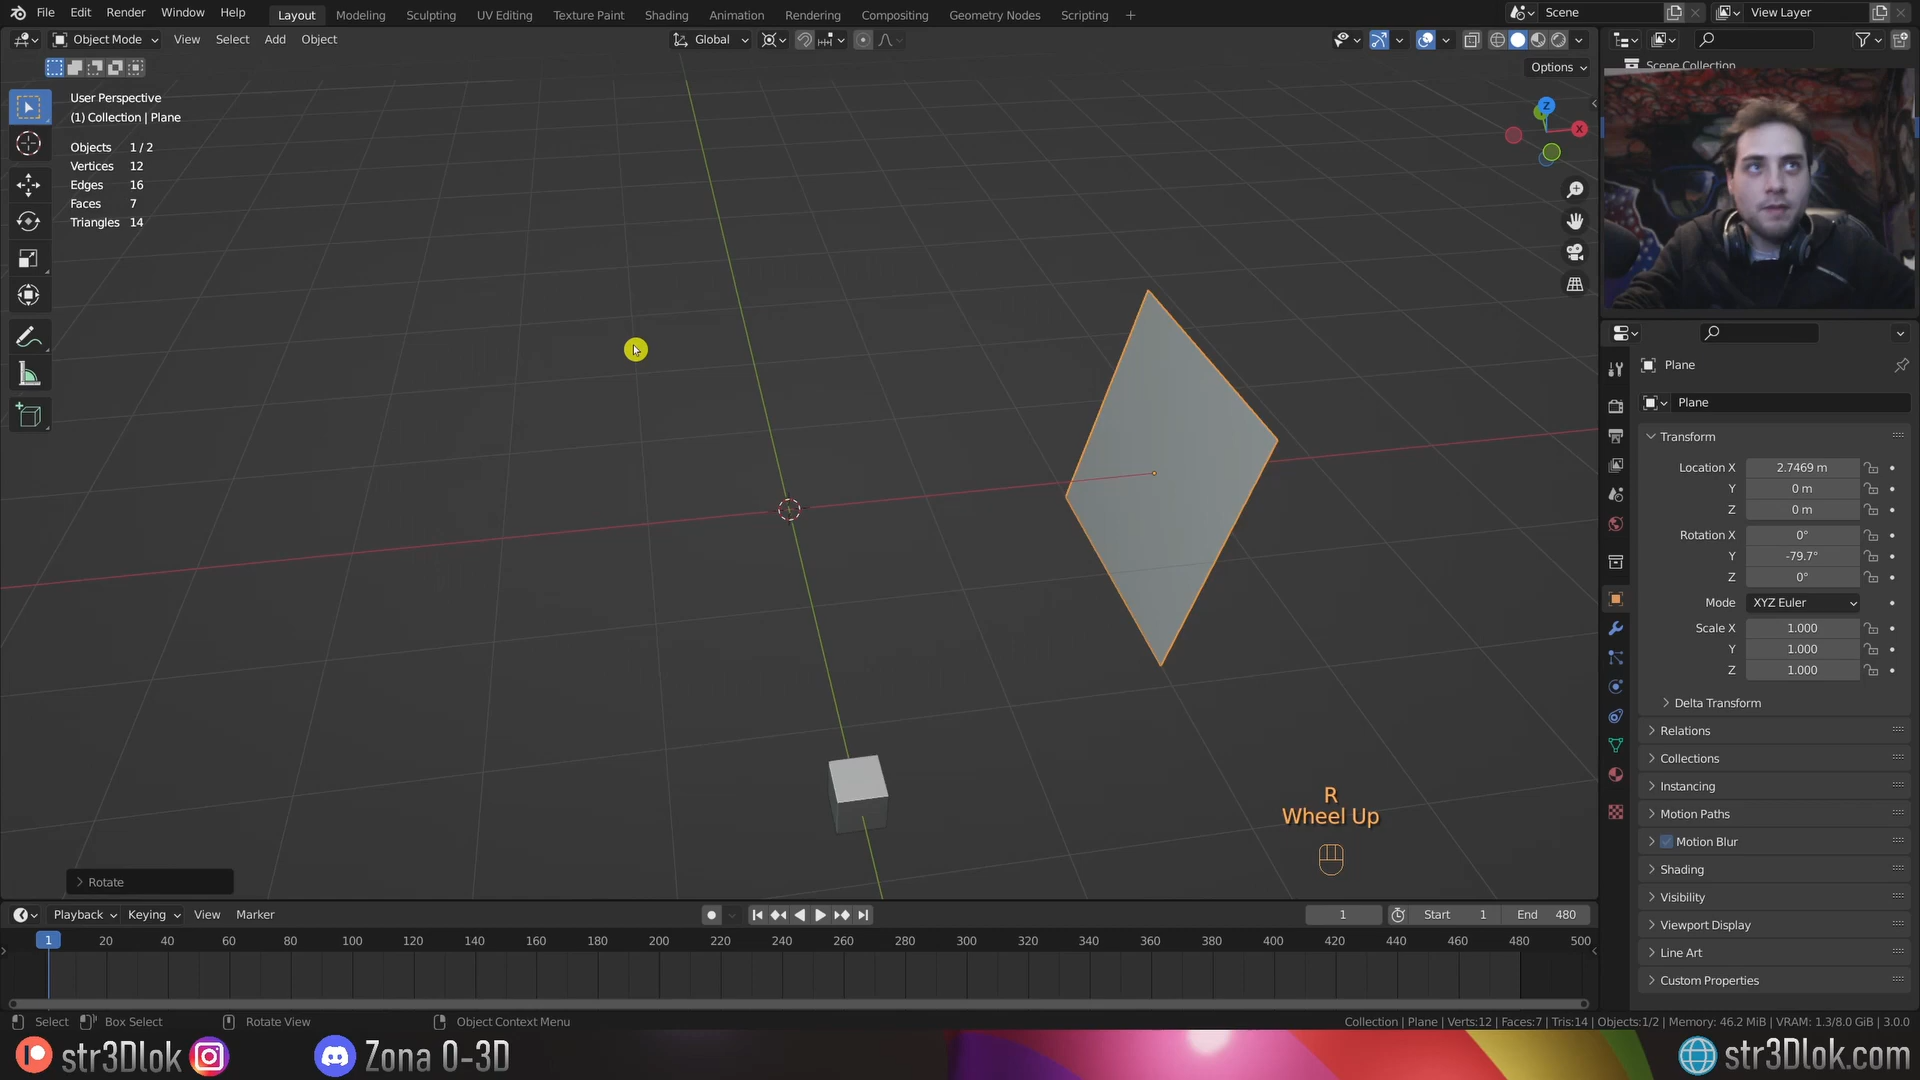 File Edit Render Window Help Layout Modeling Sculpting UV Editing Texture Paint Shading Animation Rendering Compositing Geometry Nodes Scripting Scene View Layer
Object Mode View Select Add Object Global
Options
Scene Collection
User Perspective
(1) Collection | Plane
Objects 1 / 2
Vertices 12
Edges 16
Faces 7
Triangles 14
Z
X
Plane
Plane
Transform
Location X 2.7469 m
Y 0 m
Z 0 m
Rotation X 0°
Y -79.7°
Z 0°
Mode XYZ Euler
Scale X 1.000
Y 1.000
Z 1.000
Delta Transform
Relations
Collections
Instancing
Motion Paths
Motion Blur
Shading
Visibility
Viewport Display
Line Art
Custom Properties
R
Wheel Up
Rotate
Playback Keying View Marker 1 Start 1 End 480
1 20 40 60 80 100 120 140 160 180 200 220 240 260 280 300 320 340 360 380 400 420 440 460 480 500
Select Box Select Rotate View Object Context Menu Collection | Plane | Verts:12 | Faces:7 | Tris:14 | Objects:1/2 | Memory: 46.2 MiB | VRAM: 1.3/8.0 GiB | 3.0.0
str3Dlok Zona 0-3D str3Dlok.com